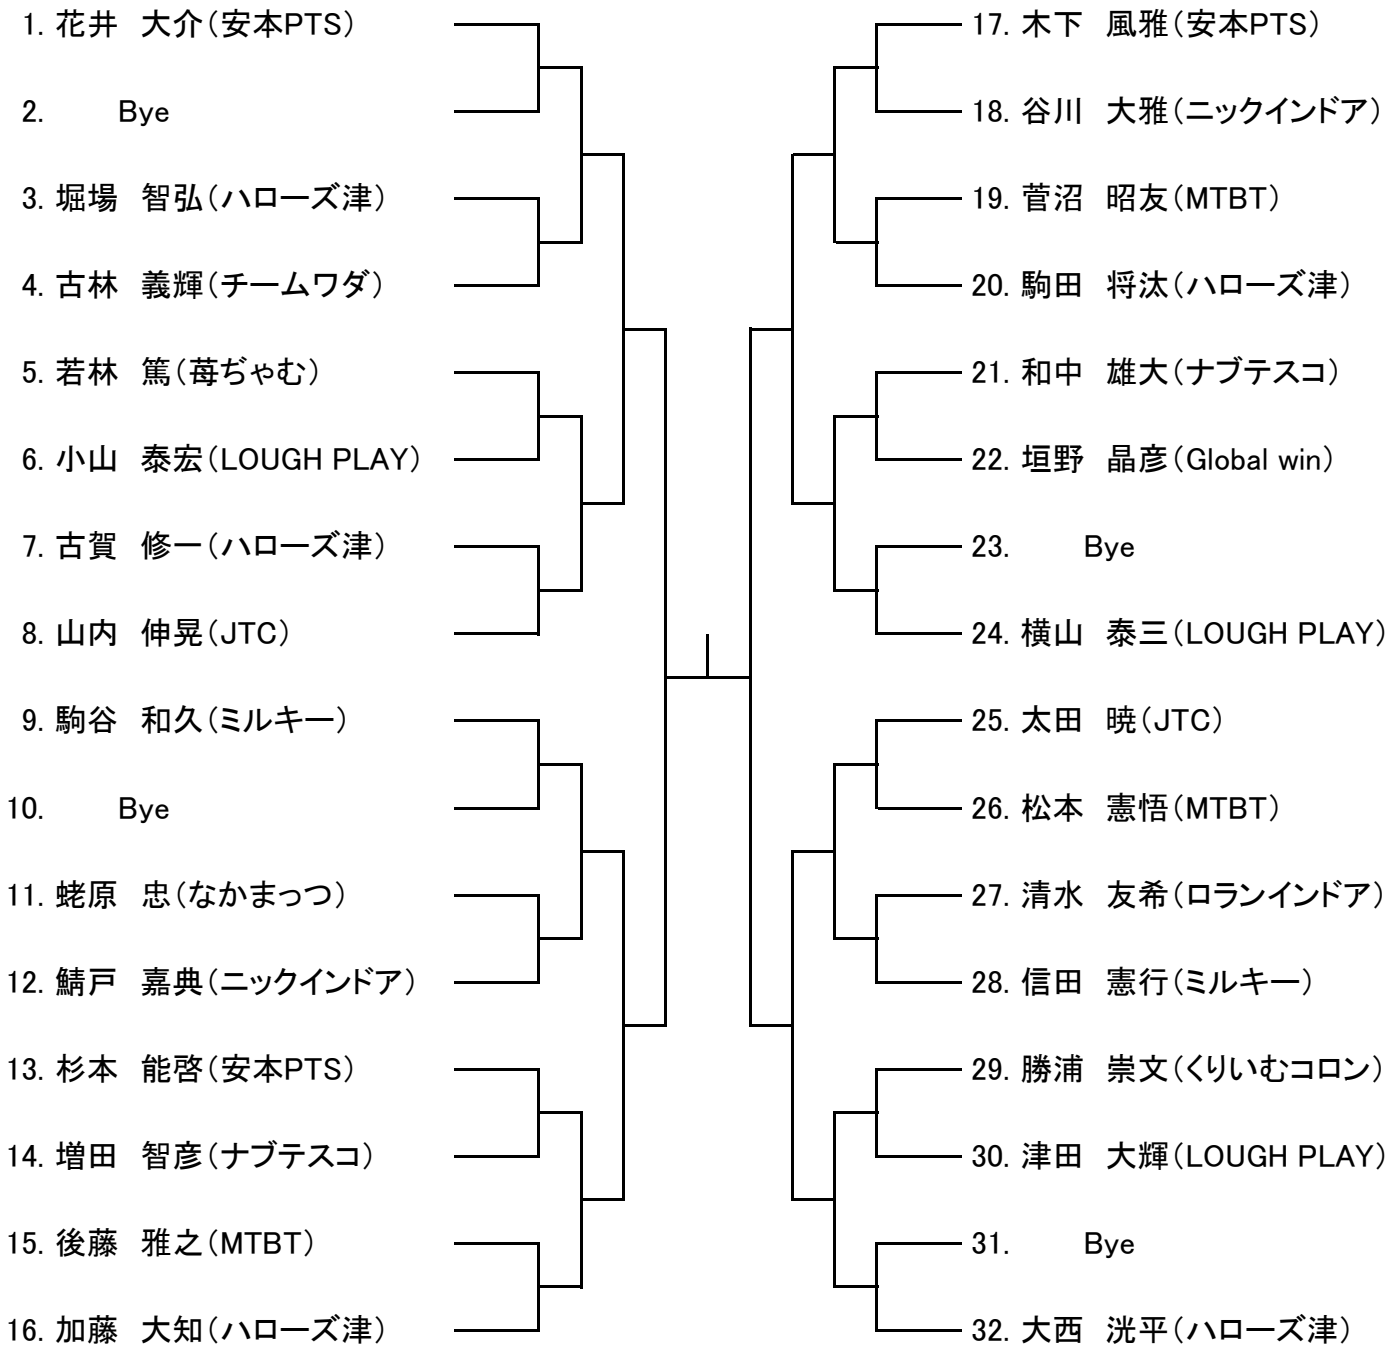 1. 花井　大介（安本PTS）
2.　　Bye
3. 堀場　智弘（ハローズ津）
4. 古林　義輝（チームワダ）
5. 若林　篤（苺ぢゃむ）
6. 小山　泰宏（LOUGH PLAY）
7. 古賀　修一（ハローズ津）
8. 山内　伸晃（JTC）
9. 駒谷　和久（ミルキー）
10.　　Bye
11. 蛯原　忠（なかまっつ）
12. 鯖戸　嘉典（ニックインドア）
13. 杉本　能啓（安本PTS）
14. 増田　智彦（ナブテスコ）
15. 後藤　雅之（MTBT）
16. 加藤　大知（ハローズ津）
17. 木下　風雅（安本PTS）
18. 谷川　大雅（ニックインドア）
19. 菅沼　昭友（MTBT）
20. 駒田　将汰（ハローズ津）
21. 和中　雄大（ナブテスコ）
22. 垣野　晶彦（Global win）
23.　　Bye
24. 横山　泰三（LOUGH PLAY）
25. 太田　暁（JTC）
26. 松本　憲悟（MTBT）
27. 清水　友希（ロランインドア）
28. 信田　憲行（ミルキー）
29. 勝浦　崇文（くりいむコロン）
30. 津田　大輝（LOUGH PLAY）
31.　　Bye
32. 大西　洸平（ハローズ津）